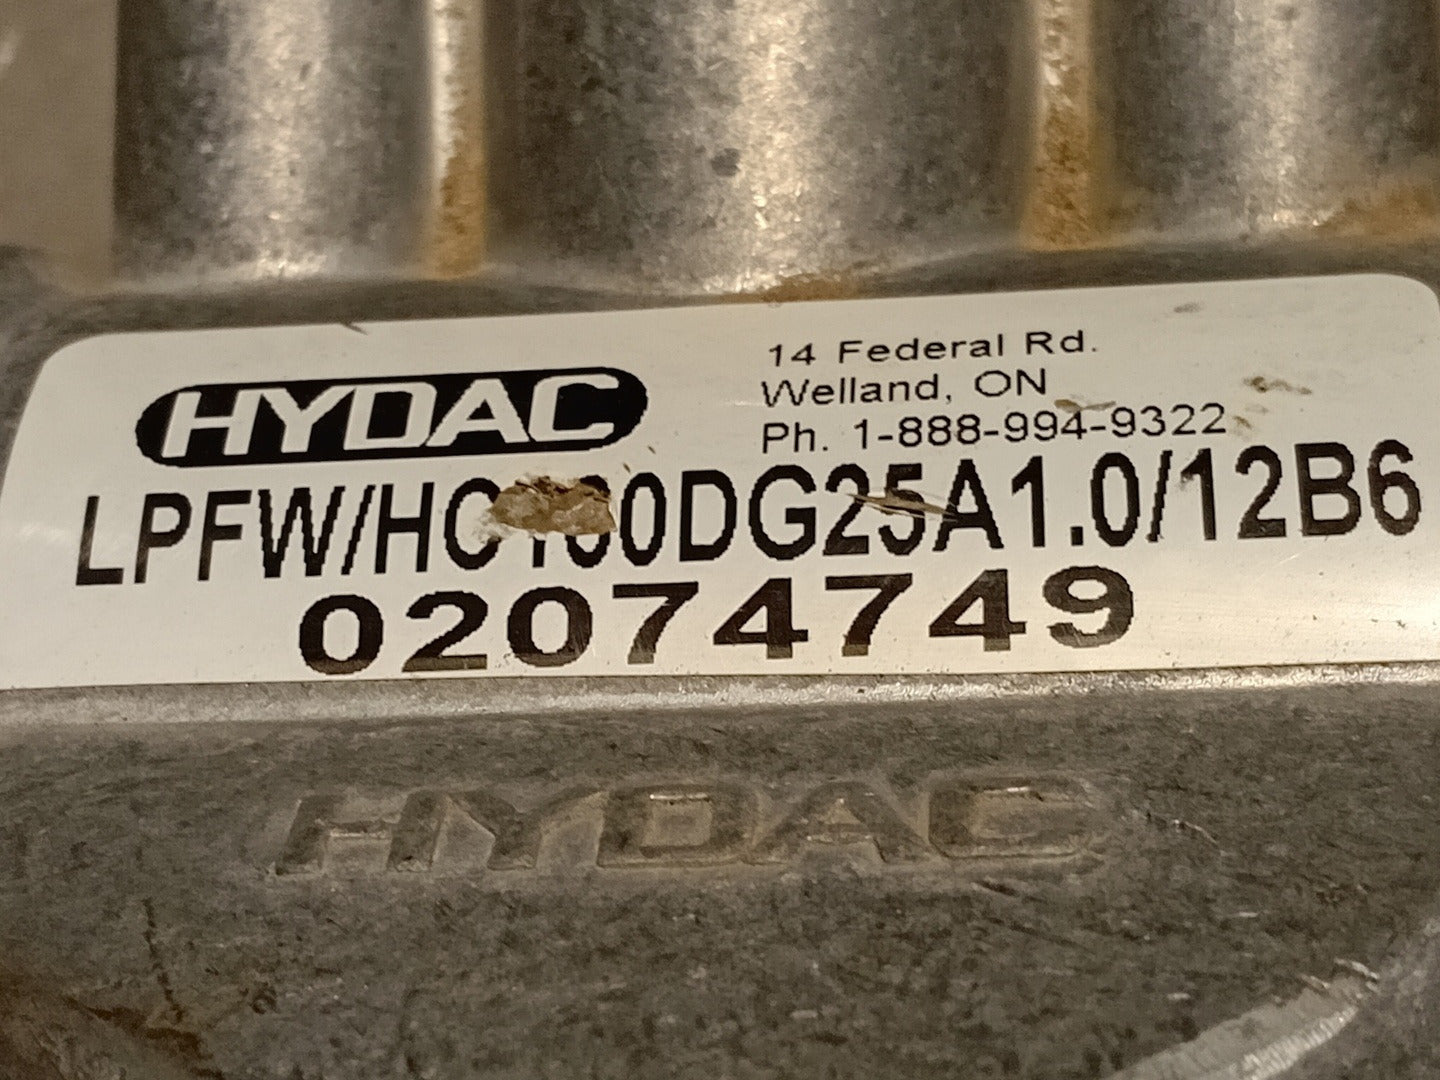 HYDAC
14 Federal Rd.
Welland, ON
Ph. 1-888-994-9322
02074749
HYDAC